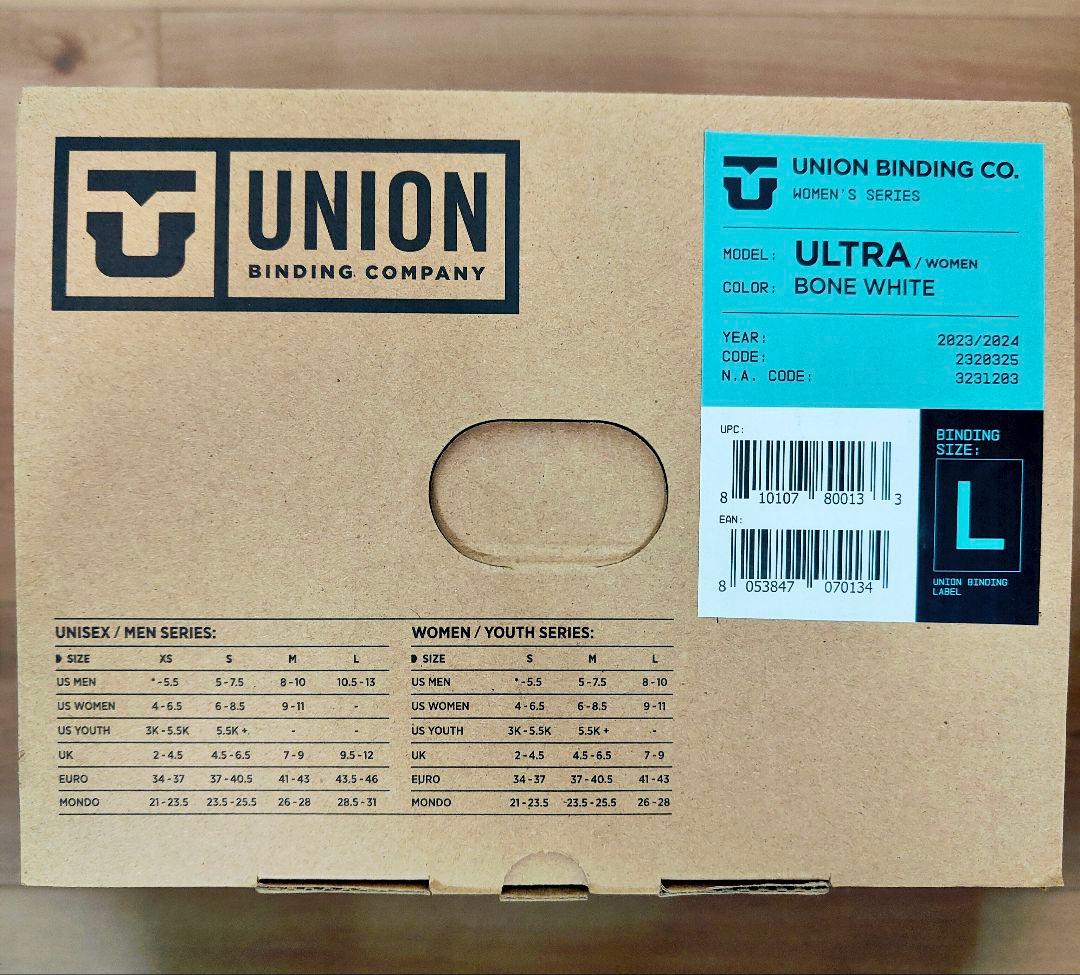 UNION
BINDING COMPANY
UNION BINDING CO.
WOMEN'S SERIES
MODEL: ULTRA / WOMEN
COLOR: BONE WHITE
YEAR: 2023/2024
CODE: 2320325
N.A. CODE: 3231203
UPC:
8 10107 80013 3
EAN:
8 053847 070134
BINDING
SIZE:
L
UNION BINDING
LABEL
UNISEX / MEN SERIES:
SIZE XS S M L
US MEN *-5.5 5-7.5 8-10 10.5-13
US WOMEN 4-6.5 6-8.5 9-11 -
US YOUTH 3K-5.5K 5.5K+ - -
UK 2-4.5 4.5-6.5 7-9 9.5-12
EURO 34-37 37-40.5 41-43 43.5-46
MONDO 21-23.5 23.5-25.5 26-28 28.5-31
WOMEN / YOUTH SERIES:
SIZE S M L
US MEN *-5.5 5-7.5 8-10
US WOMEN 4-6.5 6-8.5 9-11
US YOUTH 3K-5.5K 5.5K+ -
UK 2-4.5 4.5-6.5 7-9
EURO 34-37 37-40.5 41-43
MONDO 21-23.5 23.5-25.5 26-28